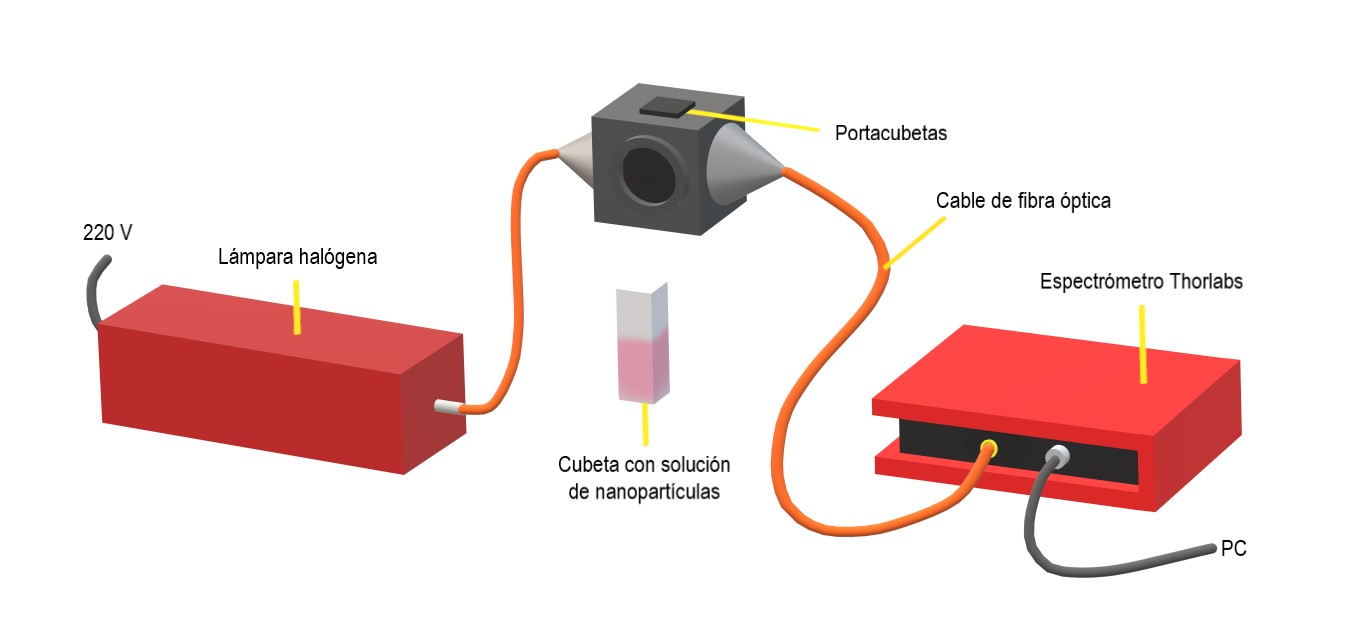 Portacubetas
Cable de fibra óptica
220 V
Lámpara halógena
Espectrómetro Thorlabs
Cubeta con solución
de nanopartículas
PC